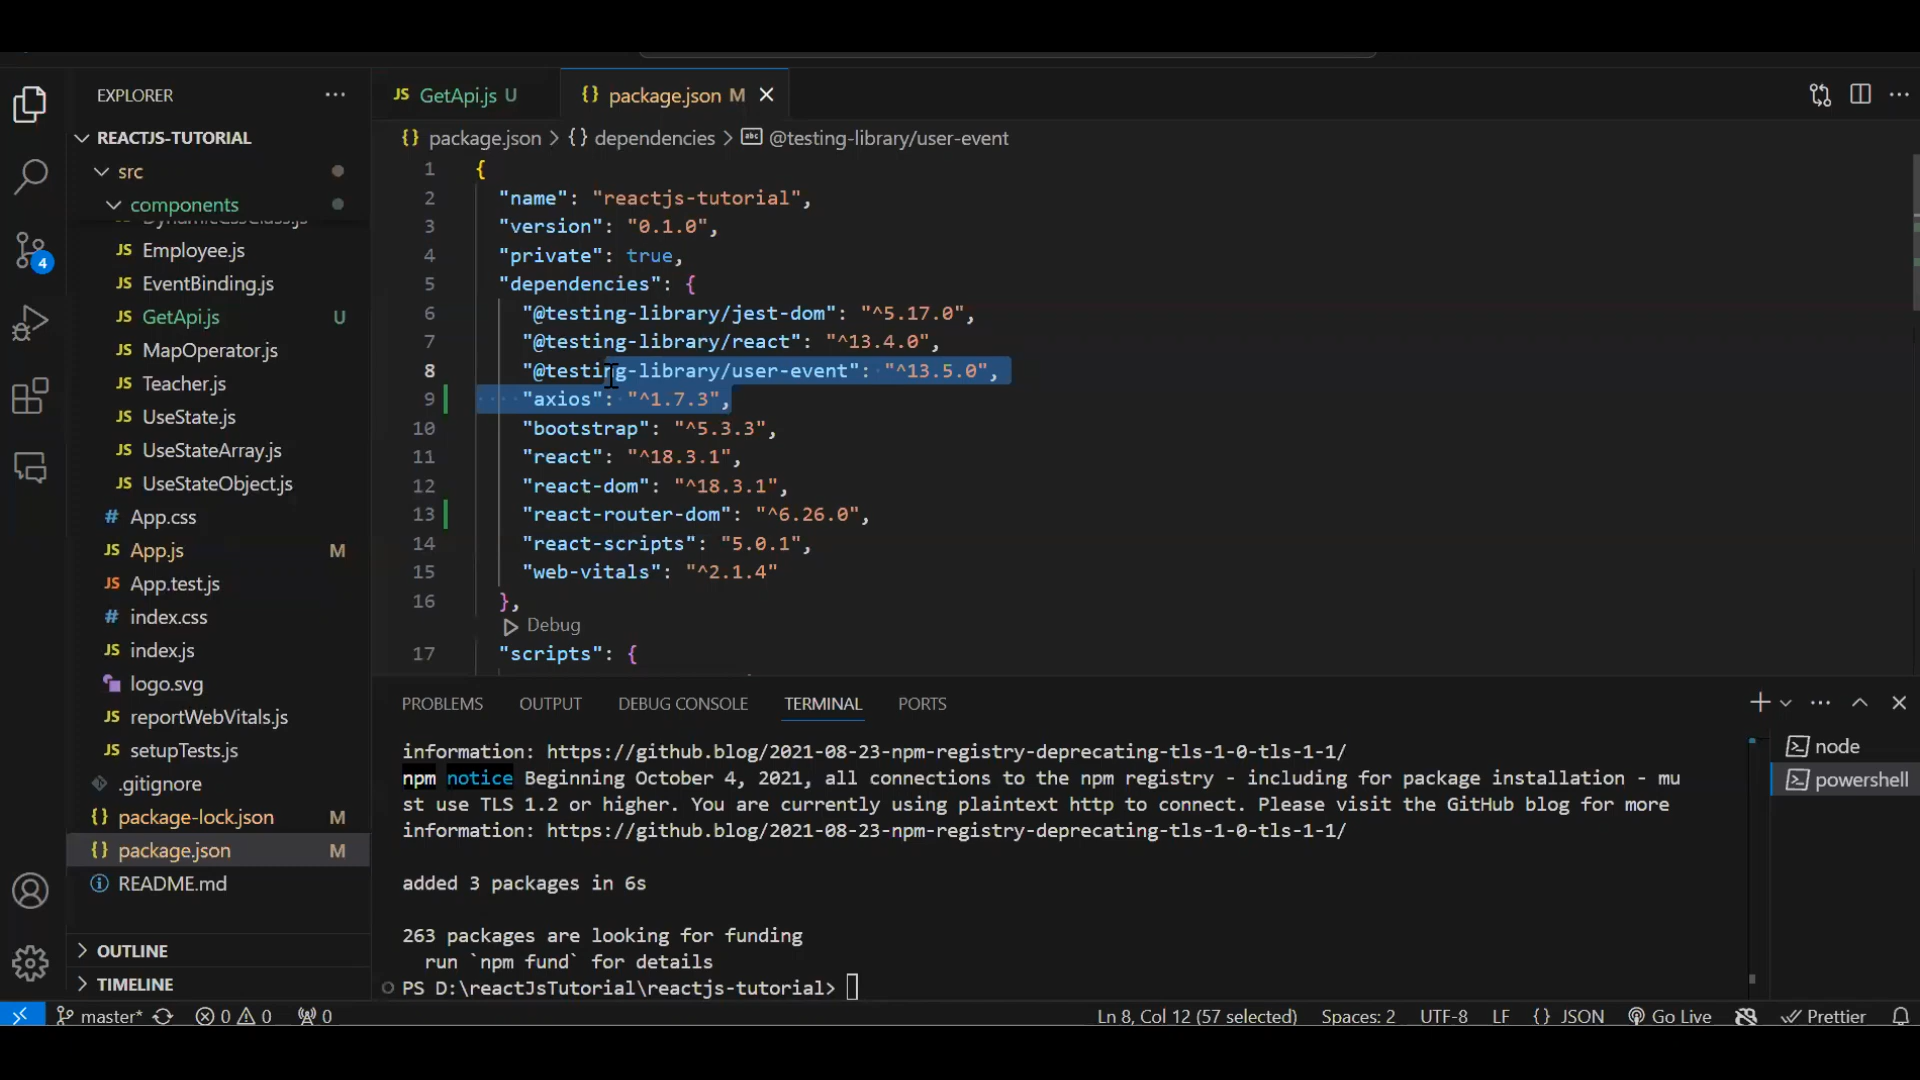 EXPLORER
REACTJS-TUTORIAL
src
components
DynamicCssClass.js
Employee.js
EventBinding.js
GetApi.js U
MapOperator.js
Teacher.js
UseState.js
UseStateArray.js
UseStateObject.js
App.css
App.js M
App.test.js
index.css
index.js
logo.svg
reportWebVitals.js
setupTests.js
.gitignore
package-lock.json M
package.json M
README.md
OUTLINE
TIMELINE
4
GetApi.js U
package.json M
package.json > {} dependencies > @testing-library/user-event
1 {
2 "name": "reactjs-tutorial",
3 "version": "0.1.0",
4 "private": true,
5 "dependencies": {
6 "@testing-library/jest-dom": "^5.17.0",
7 "@testing-library/react": "^13.4.0",
8 "@testing-library/user-event": "^13.5.0",
9 "axios": "^1.7.3",
10 "bootstrap": "^5.3.3",
11 "react": "^18.3.1",
12 "react-dom": "^18.3.1",
13 "react-router-dom": "^6.26.0",
14 "react-scripts": "5.0.1",
15 "web-vitals": "^2.1.4"
16 },
Debug
17 "scripts": {
PROBLEMS OUTPUT DEBUG CONSOLE TERMINAL PORTS
information: https://github.blog/2021-08-23-npm-registry-deprecating-tls-1-0-tls-1-1/
npm notice Beginning October 4, 2021, all connections to the npm registry - including for package installation - mu
st use TLS 1.2 or higher. You are currently using plaintext http to connect. Please visit the GitHub blog for more
information: https://github.blog/2021-08-23-npm-registry-deprecating-tls-1-0-tls-1-1/
added 3 packages in 6s
263 packages are looking for funding
run `npm fund` for details
PS D:\reactJsTutorial\reactjs-tutorial>
node
powershell
master* 0 0 0 Ln 8, Col 12 (57 selected) Spaces: 2 UTF-8 LF {} JSON Go Live Prettier